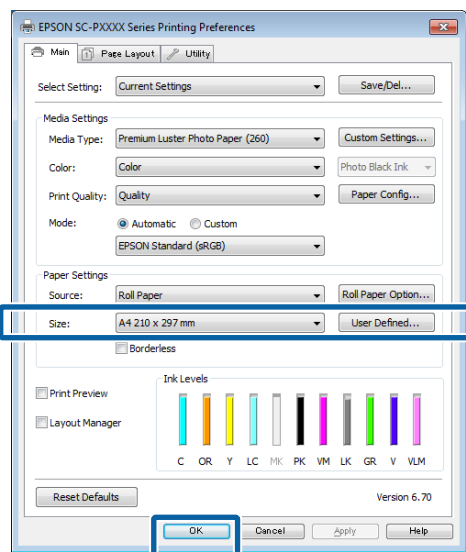 EPSON SC-PXXXX Series Printing Preferences
Main Page Layout Utility
Select Setting: Current Settings Save/Del...
Media Settings
Media Type: Premium Luster Photo Paper (260) Custom Settings...
Color: Color Photo Black Ink
Print Quality: Quality Paper Config...
Mode: Automatic Custom
EPSON Standard (sRGB)
Paper Settings
Source: Roll Paper Roll Paper Option...
Size: A4 210 x 297 mm User Defined...
Borderless
Ink Levels
Print Preview
Layout Manager
C OR Y LC MK PK VM LK GR V VLM
Reset Defaults Version 6.70
OK Cancel Apply Help